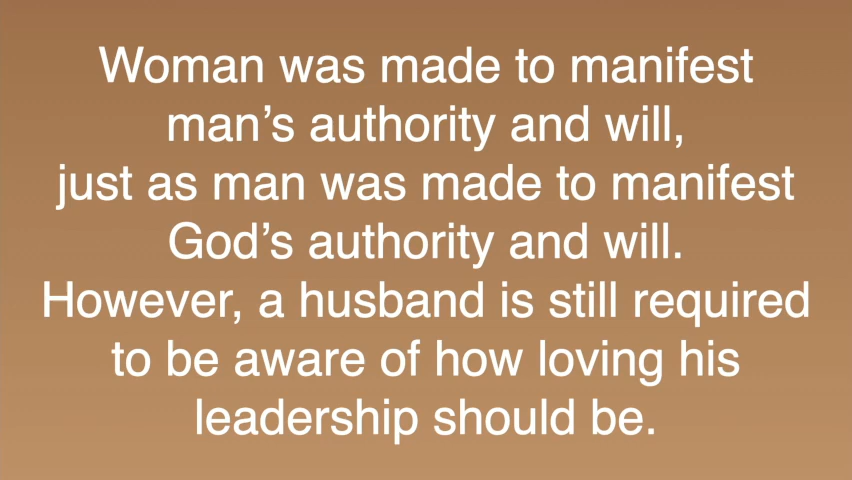 Woman was made to manifest
man’s authority and will,
just as man was made to manifest
God’s authority and will.
However, a husband is still required
to be aware of how loving his
leadership should be.